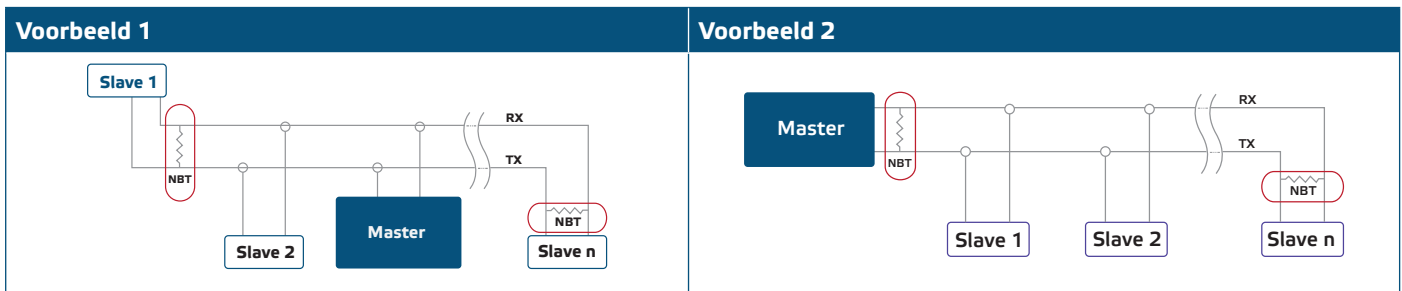 Voorbeeld 1
Slave 1
RX
TX
NBT
NBT
Master
Slave 2
Slave n
Voorbeeld 2
Master
RX
TX
NBT
NBT
Slave 1
Slave 2
Slave n